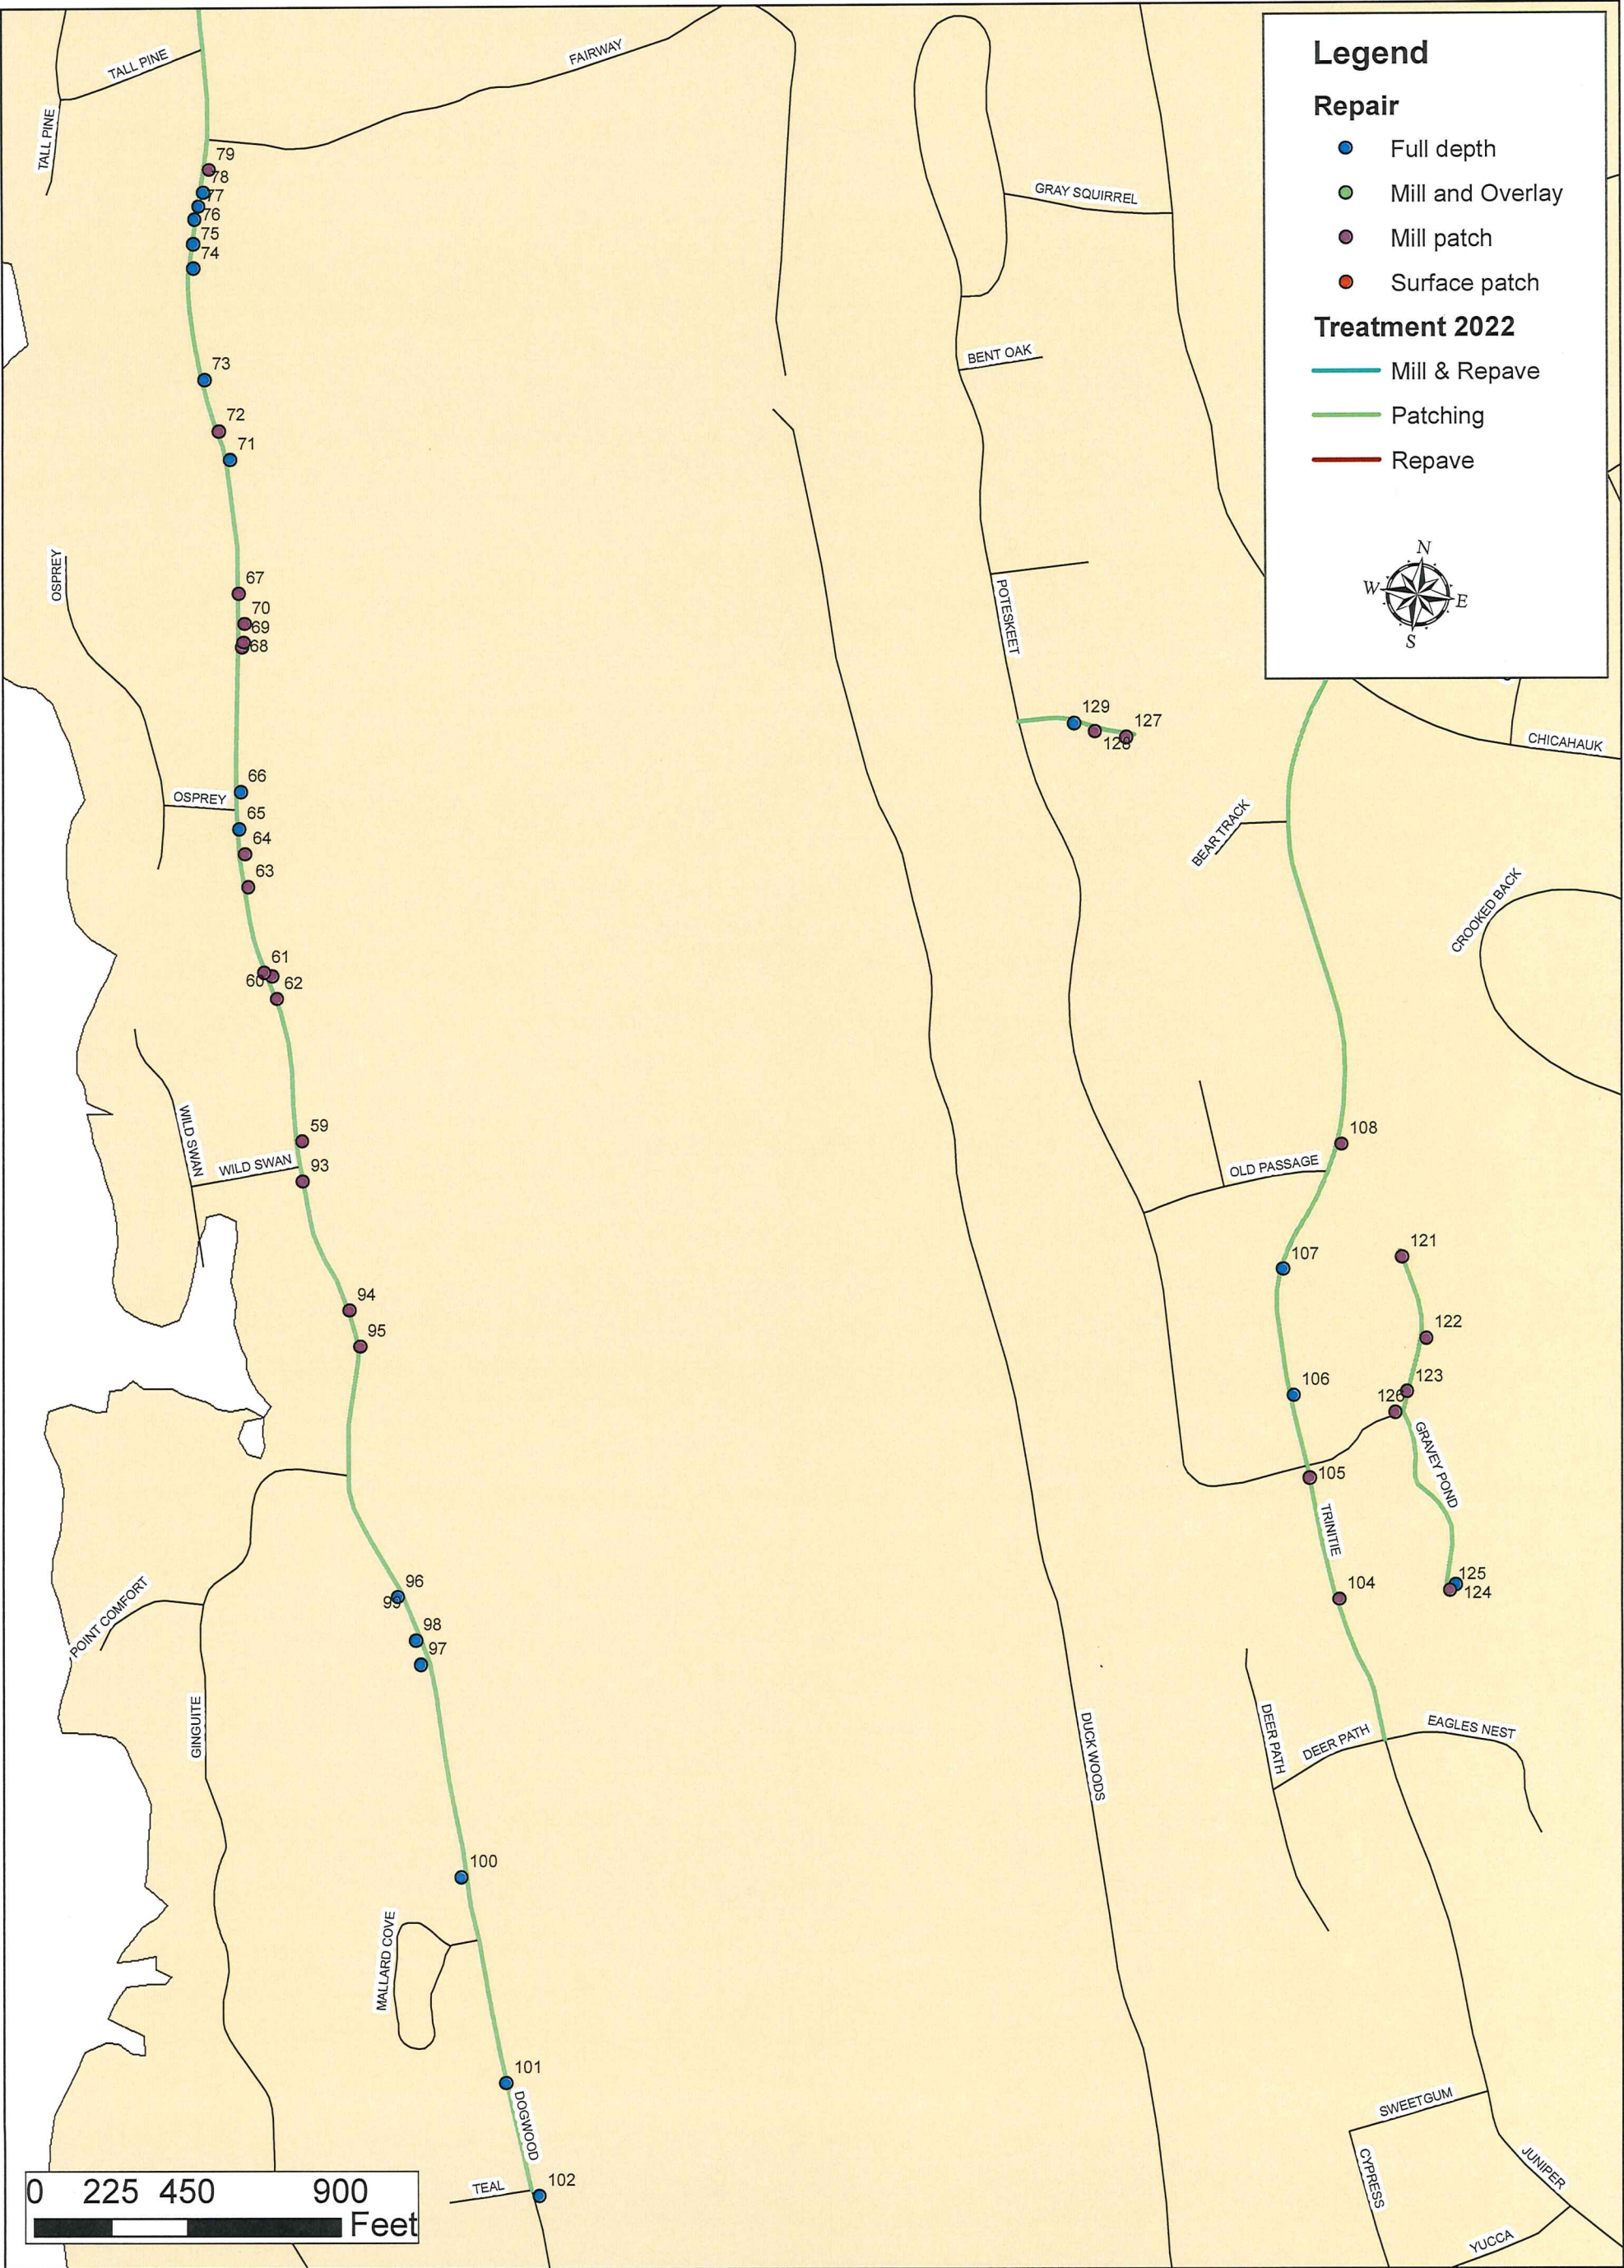 TALL PINE
TALL PINE
FAIRWAY
79
78
77
76
75
74
73
72
71
OSPREY
67
70
69
68
66
OSPREY
65
64
63
61
60
62
WILD SWAN
WILD SWAN
59
93
94
95
96
99
98
97
POINT COMFORT
GINGUITE
100
MALLARD COVE
101
DOGWOOD
TEAL
102
0 225 450 900
Feet
GRAY SQUIRREL
BENT OAK
POTESKEET
129
128
127
DUCK WOODS
Legend
Repair
Full depth
Mill and Overlay
Mill patch
Surface patch
Treatment 2022
Mill & Repave
Patching
Repave
N
W
E
S
CHICAHAUK
BEAR TRACK
CROOKED BACK
108
OLD PASSAGE
107
121
122
106
123
126
GRAVEY POND
105
TRINITIE
104
125
124
DEER PATH
DEER PATH
EAGLES NEST
SWEETGUM
CYPRESS
JUNIPER
YUCCA